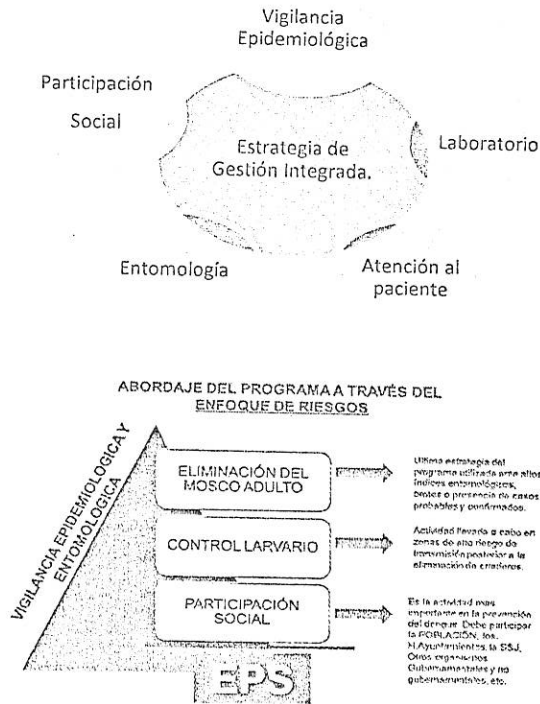 Vigilancia
Epidemiológica
Participación
Social
Estrategia de
Gestión Integrada.
Laboratorio
Entomología
Atención al
paciente
ABORDAJE DEL PROGRAMA A TRAVÉS DEL
ENFOQUE DE RIESGOS
VIGILANCIA EPIDEMIOLOGICA Y
ENTOMOLOGICA
ELIMINACIÓN DEL
MOSCO ADULTO
Ultima estrategia del
programa utilizada ante altos
índices entomológicos,
brotes o presencia de casos
probables y confirmados.
CONTROL LARVARIO
Actividad llevada a cabo en
zonas de alto riesgo de
transmisión posterior a la
eliminación de criaderos.
PARTICIPACIÓN
SOCIAL
Es la actividad mas
importante en la prevención
del dengue. Debe participar
la POBLACIÓN, los
H.Ayuntamientos, la SSJ,
Otros organismos
Gubernamentales y no
gubernamentales, etc.
EPS